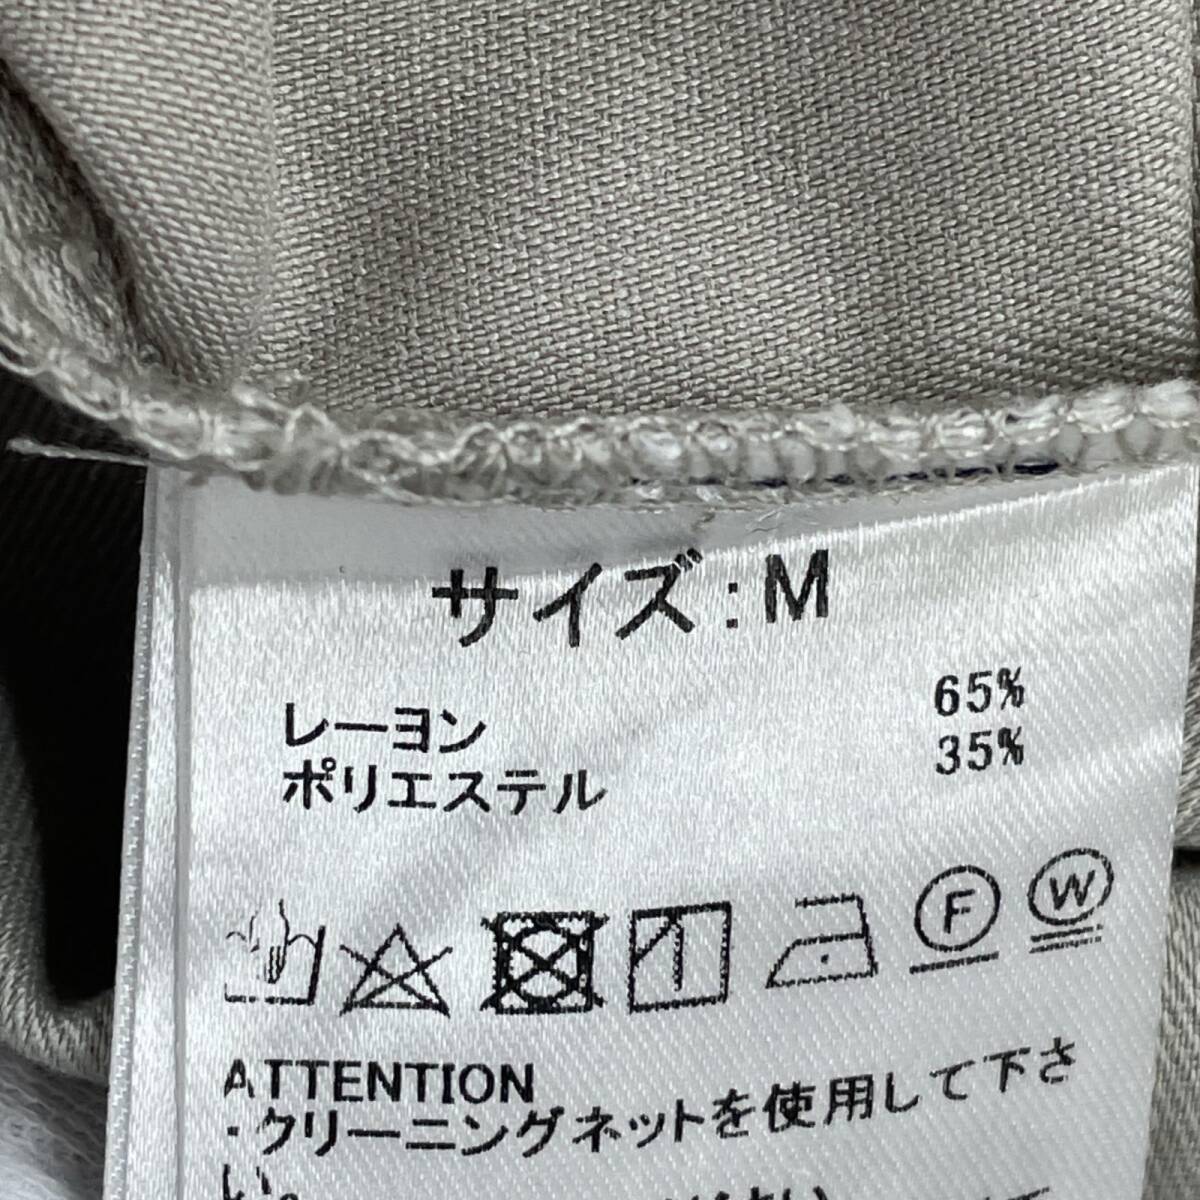 サイズ:M
レーヨン 65%
ポリエステル 35%
F W
ATTENTION
・クリーニングネットを使用して下さ
い。